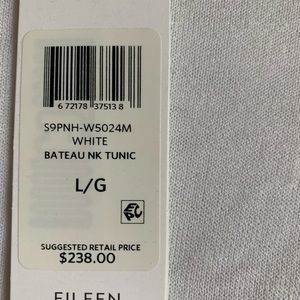 6 72178 37513 8
S9PNH-W5024M
WHITE
BATEAU NK TUNIC
L/G
SUGGESTED RETAIL PRICE
$238.00
EILEEN